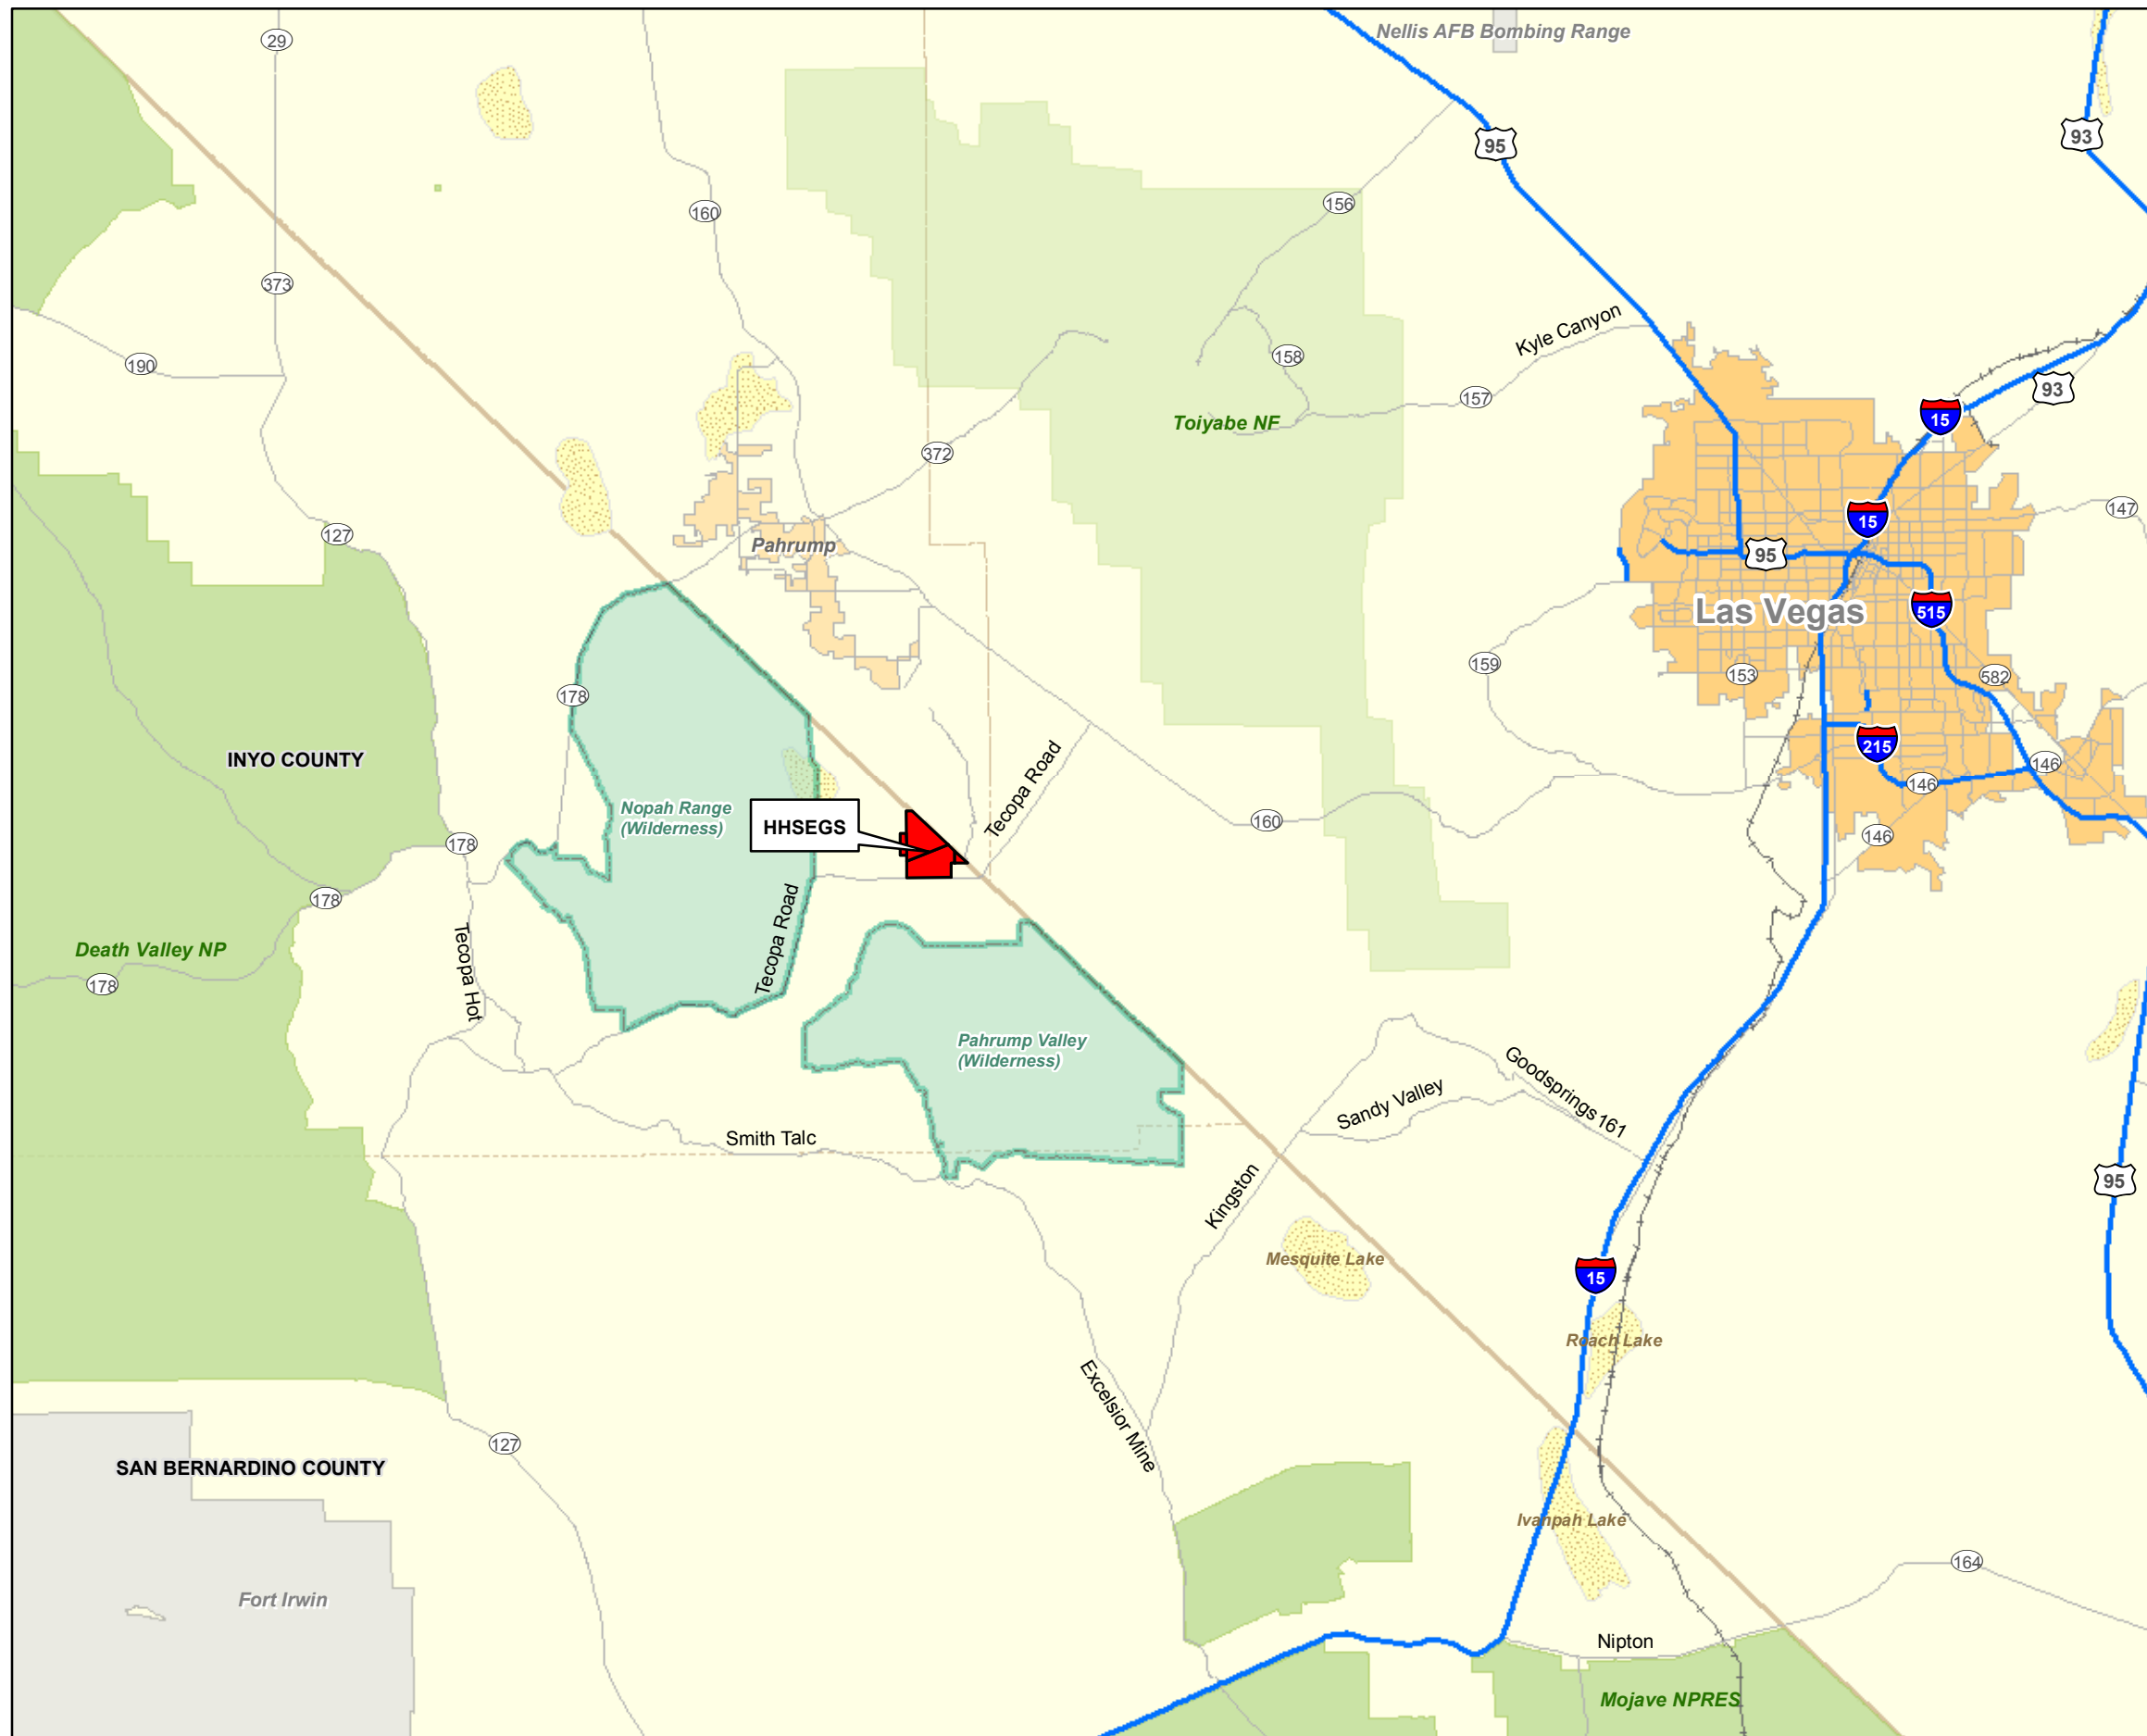 Nellis AFB Bombing Range
29
95
93
156
160
373
Kyle Canyon
158
190
157
93
15
Toiyabe NF
372
147
15
127
Pahrump
95
Las Vegas
515
159
153
582
178
Tecopa Road
215
INYO COUNTY
146
146
Nopah Range
(Wilderness)
HHSEGS
160
146
178
178
Tecopa Road
Tecopa Hot
Death Valley NP
178
Pahrump Valley
(Wilderness)
Goodsprings 161
Sandy Valley
Smith Talc
Kingston
95
Mesquite Lake
15
Roach Lake
Excelsior Mine
127
SAN BERNARDINO COUNTY
Ivanpah Lake
164
Fort Irwin
Nipton
Mojave NPRES